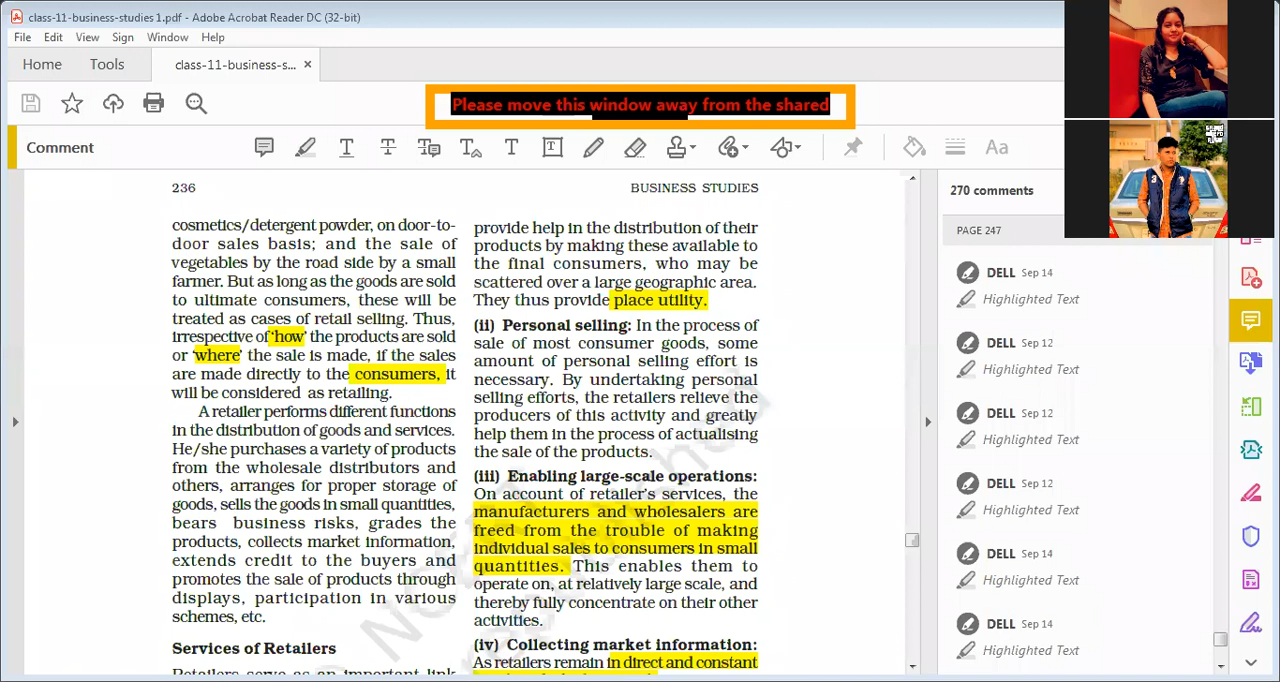 class-11-business-studies 1.pdf - Adobe Acrobat Reader DC (32-bit)
File Edit View Sign Window Help
Home Tools class-11-business-s... ×
Please move this window away from the shared
Comment
Aa
236 BUSINESS STUDIES
cosmetics/detergent powder, on door-to-
door sales basis; and the sale of
vegetables by the road side by a small
farmer. But as long as the goods are sold
to ultimate consumers, these will be
treated as cases of retail selling. Thus,
irrespective of 'how' the products are sold
or 'where' the sale is made, if the sales
are made directly to the consumers, it
will be considered as retailing.
A retailer performs different functions
in the distribution of goods and services.
He/she purchases a variety of products
from the wholesale distributors and
others, arranges for proper storage of
goods, sells the goods in small quantities,
bears business risks, grades the
products, collects market information,
extends credit to the buyers and
promotes the sale of products through
displays, participation in various
schemes, etc.
Services of Retailers
Retailers serve as an important link
provide help in the distribution of their
products by making these available to
the final consumers, who may be
scattered over a large geographic area.
They thus provide place utility.
(ii) Personal selling: In the process of
sale of most consumer goods, some
amount of personal selling effort is
necessary. By undertaking personal
selling efforts, the retailers relieve the
producers of this activity and greatly
help them in the process of actualising
the sale of the products.
(iii) Enabling large-scale operations:
On account of retailer's services, the
manufacturers and wholesalers are
freed from the trouble of making
individual sales to consumers in small
quantities. This enables them to
operate on, at relatively large scale, and
thereby fully concentrate on their other
activities.
(iv) Collecting market information:
As retailers remain in direct and constant
270 comments
PAGE 247
DELL Sep 14
Highlighted Text
DELL Sep 12
Highlighted Text
DELL Sep 12
Highlighted Text
DELL Sep 12
Highlighted Text
DELL Sep 14
Highlighted Text
DELL Sep 14
Highlighted Text